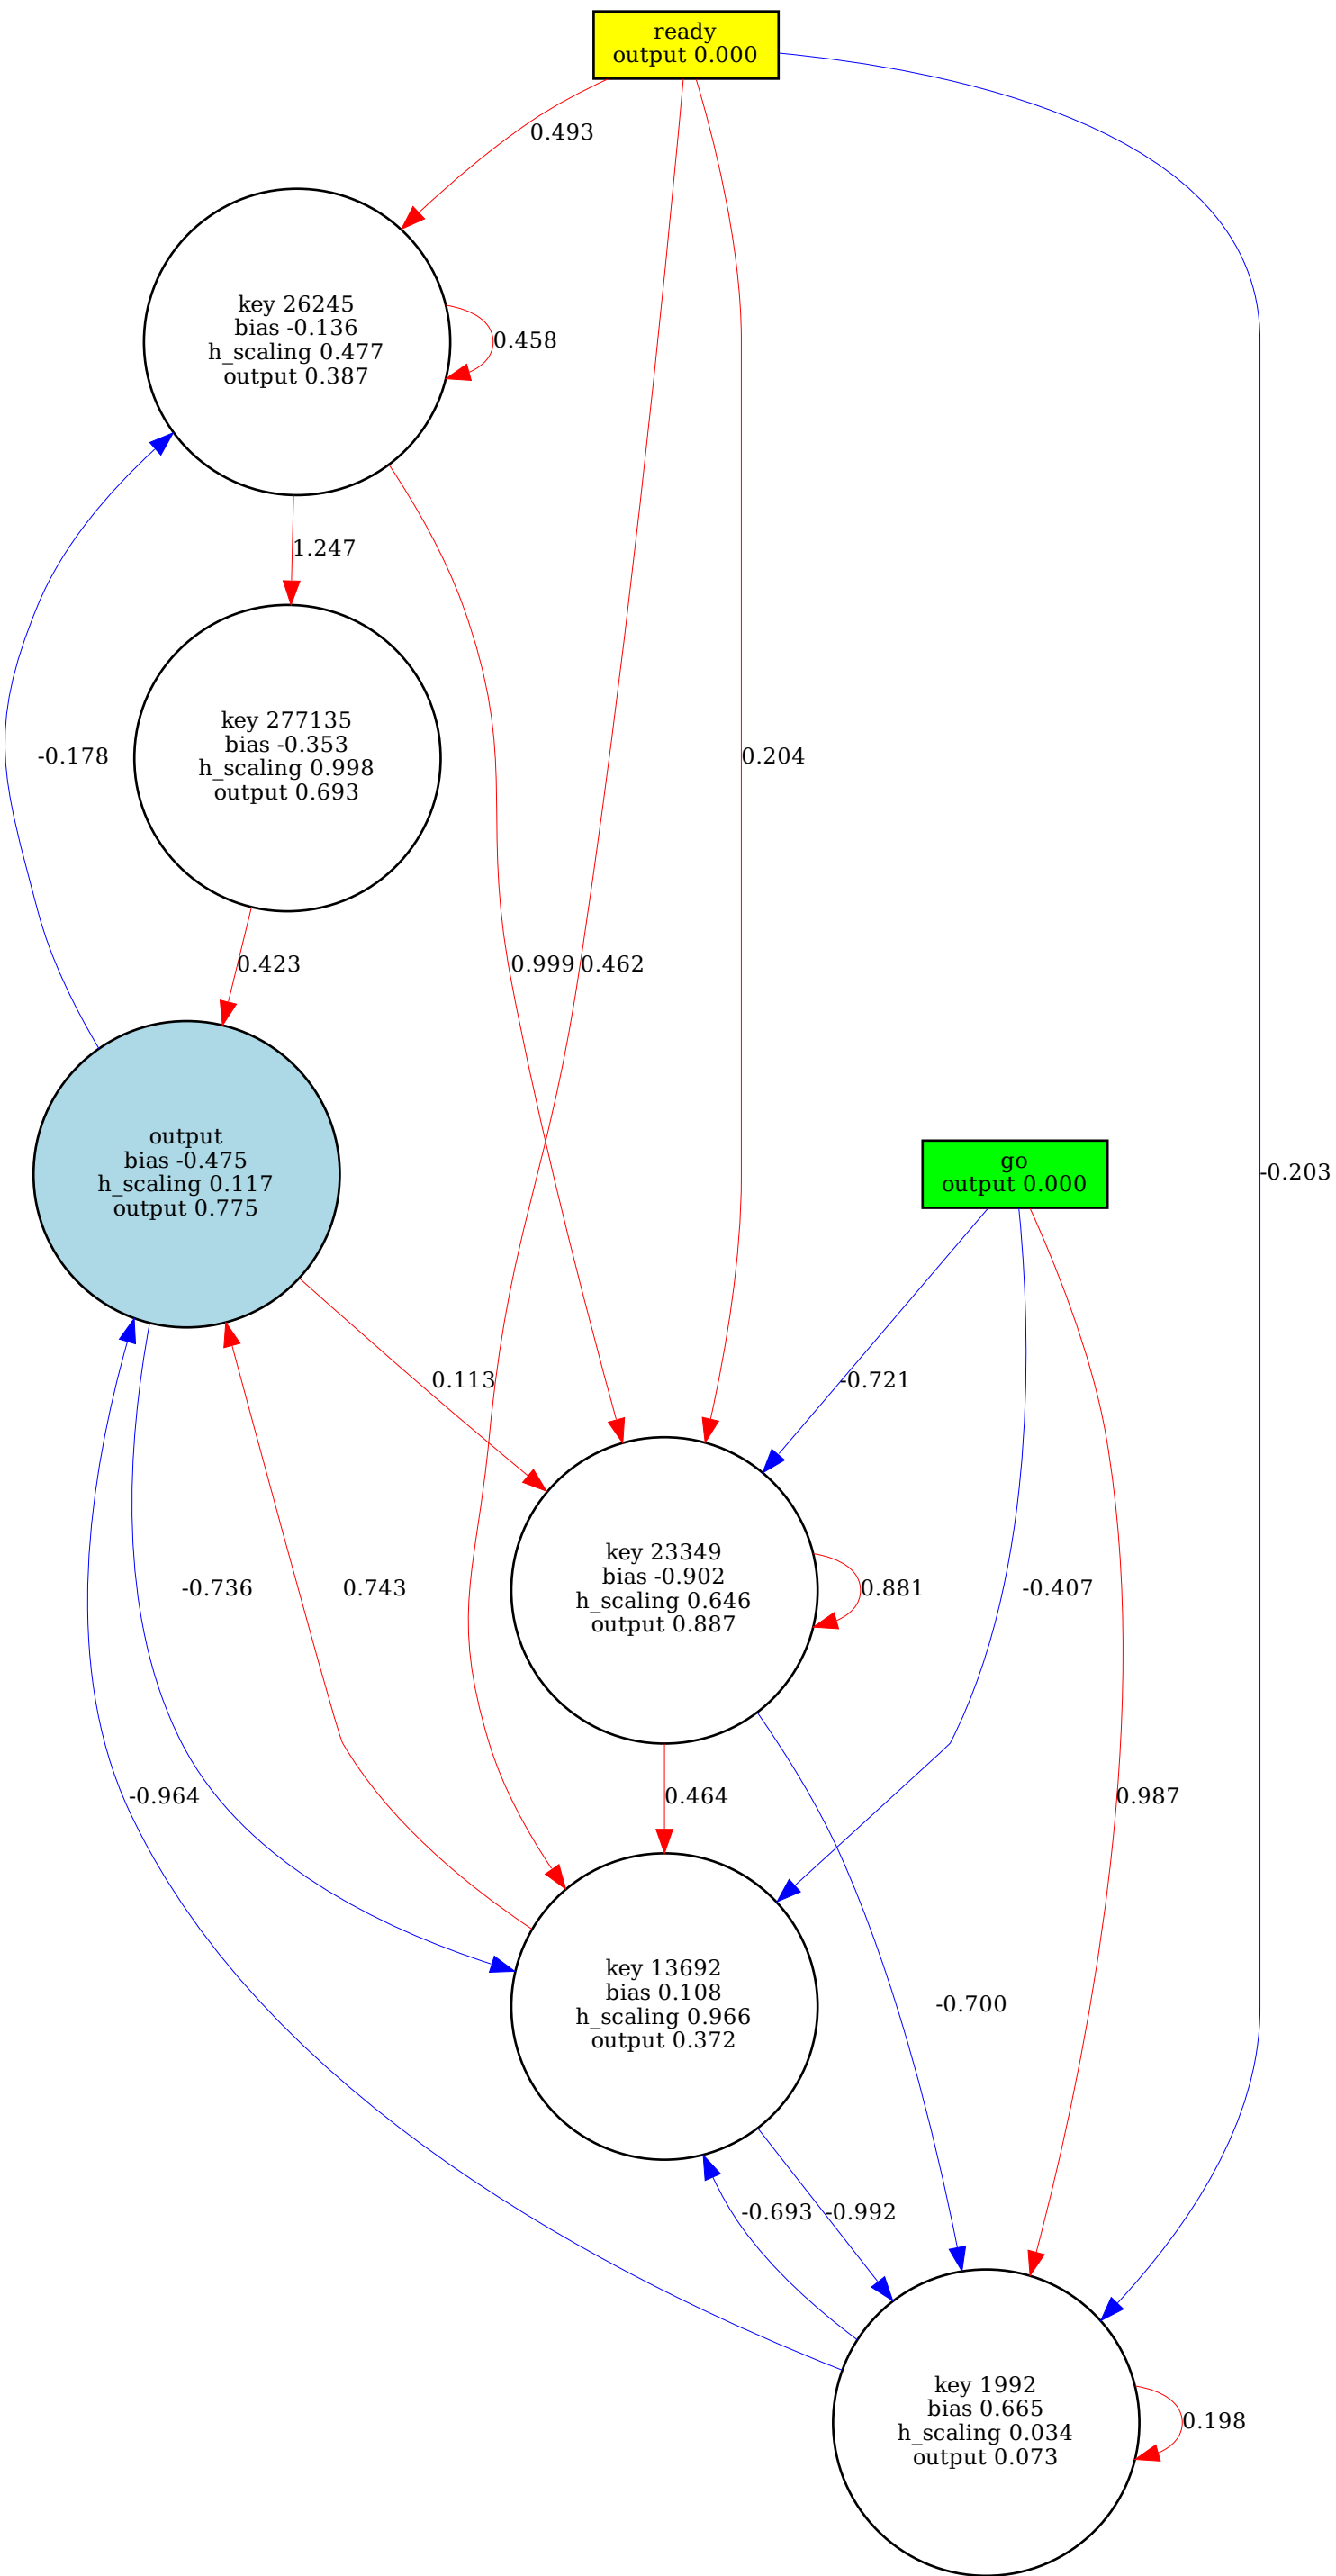 ready
output 0.000
0.493
key 26245
bias -0.136
h_scaling 0.477
output 0.387
0.458
1.247
key 277135
bias -0.353
h_scaling 0.998
output 0.693
-0.178
0.204
0.423
0.999
0.462
output
bias -0.475
h_scaling 0.117
output 0.775
go
output 0.000
-0.203
0.113
-0.721
key 23349
bias -0.902
h_scaling 0.646
output 0.887
-0.736
0.743
0.881
-0.407
-0.964
0.464
0.987
key 13692
bias 0.108
h_scaling 0.966
output 0.372
-0.700
-0.693
-0.992
key 1992
bias 0.665
h_scaling 0.034
output 0.073
0.198